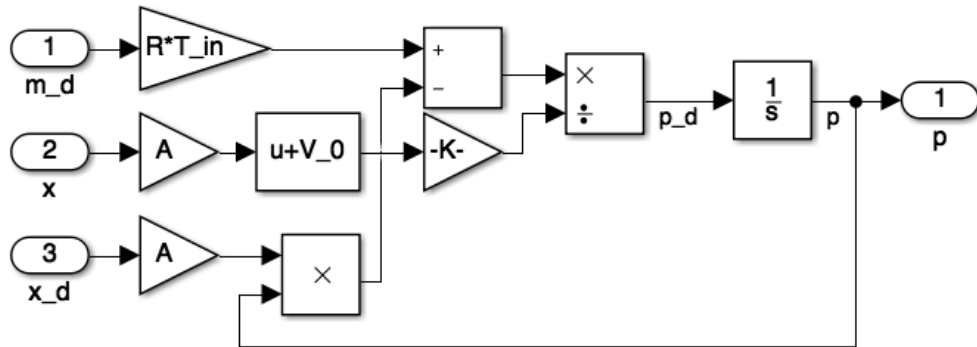 1
m_d
R*T_in
+
−
×
÷
p_d
1
s
p
1
p
2
x
A
u+V_0
-K-
3
x_d
A
×